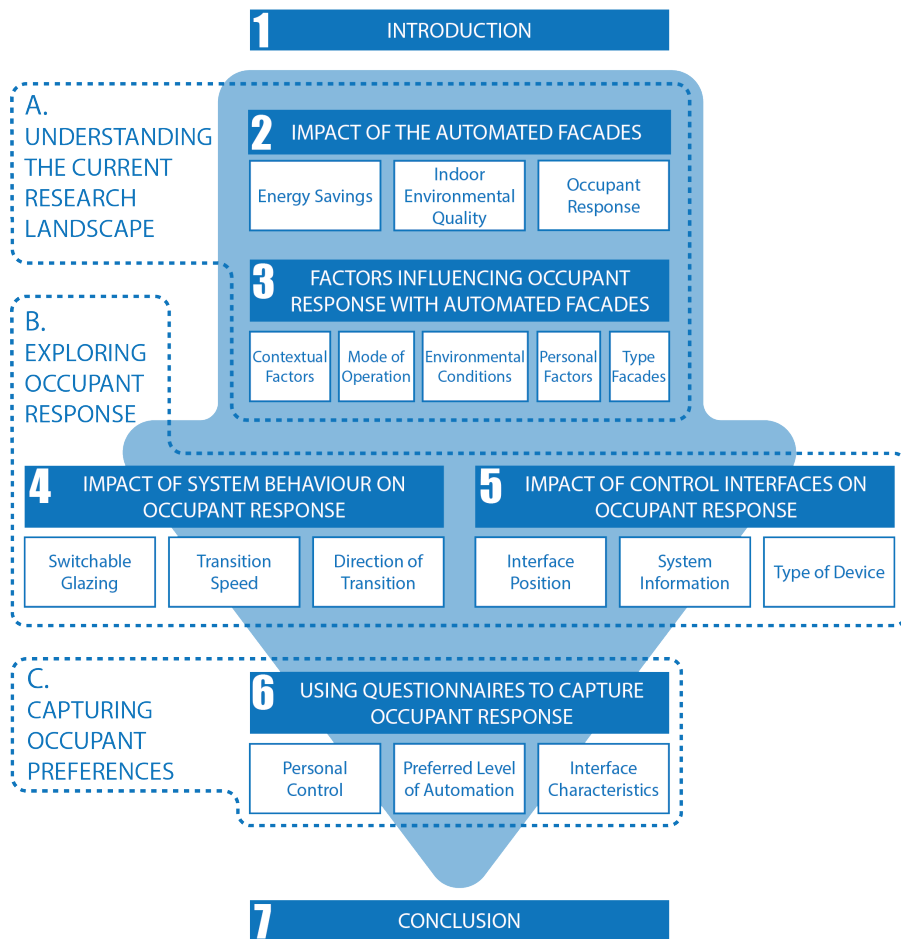 1 INTRODUCTION
A.
UNDERSTANDING
THE CURRENT
RESEARCH
LANDSCAPE
2 IMPACT OF THE AUTOMATED FACADES
Energy Savings
Indoor
Environmental
Quality
Occupant
Response
3 FACTORS INFLUENCING OCCUPANT
RESPONSE WITH AUTOMATED FACADES
Contextual
Factors
Mode of
Operation
Environmental
Conditions
Personal
Factors
Type
Facades
B.
EXPLORING
OCCUPANT
RESPONSE
4 IMPACT OF SYSTEM BEHAVIOUR ON
OCCUPANT RESPONSE
Switchable
Glazing
Transition
Speed
Direction of
Transition
5 IMPACT OF CONTROL INTERFACES ON
OCCUPANT RESPONSE
Interface
Position
System
Information
Type of Device
C.
CAPTURING
OCCUPANT
PREFERENCES
6 USING QUESTIONNAIRES TO CAPTURE
OCCUPANT RESPONSE
Personal
Control
Preferred Level
of Automation
Interface
Characteristics
7 CONCLUSION